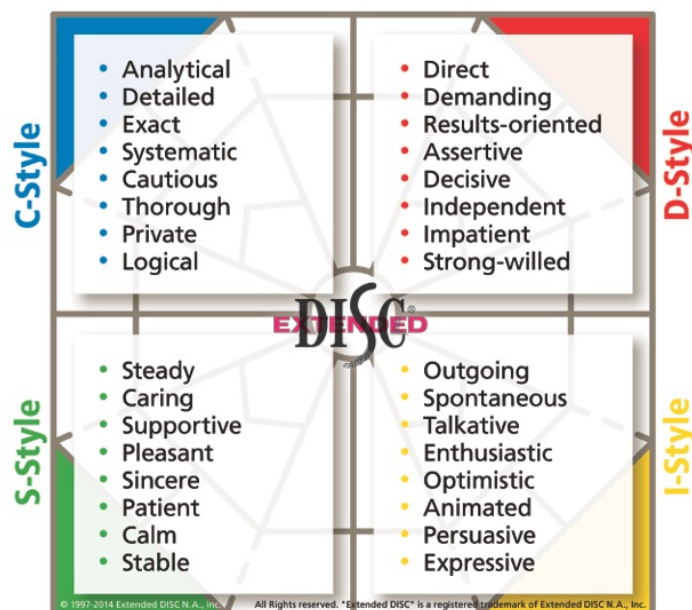 C-Style
• Analytical
• Detailed
• Exact
• Systematic
• Cautious
• Thorough
• Private
• Logical
D-Style
• Direct
• Demanding
• Results-oriented
• Assertive
• Decisive
• Independent
• Impatient
• Strong-willed
EXTENDED
DISC®
S-Style
• Steady
• Caring
• Supportive
• Pleasant
• Sincere
• Patient
• Calm
• Stable
I-Style
• Outgoing
• Spontaneous
• Talkative
• Enthusiastic
• Optimistic
• Animated
• Persuasive
• Expressive
© 1997-2014 Extended DISC N.A., Inc. All Rights reserved. "Extended DISC" is a registered trademark of Extended DISC N.A., Inc.